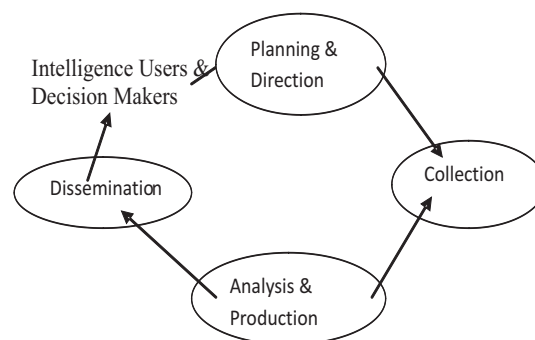 Planning &
Direction
Intelligence Users &
Decision Makers
Collection
Dissemination
Analysis &
Production